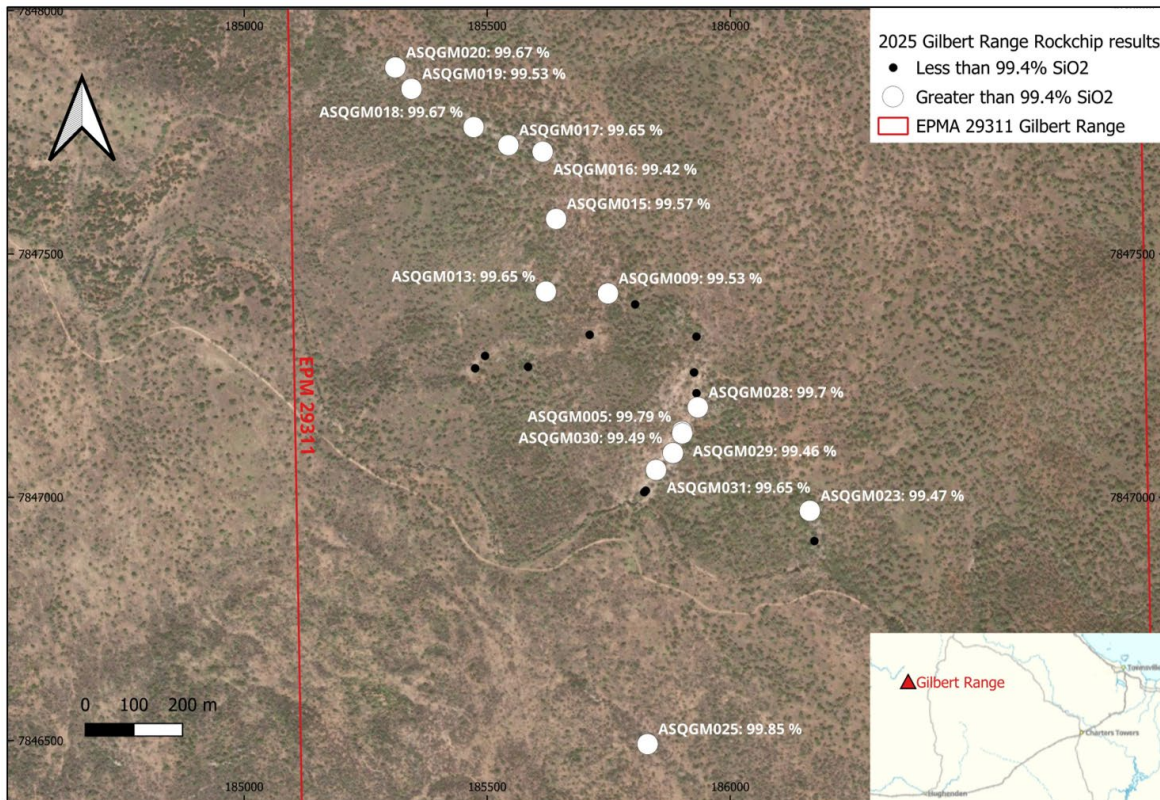 7848000
185000
185500
186000
2025 Gilbert Range Rockchip results
Less than 99.4% SiO2
Greater than 99.4% SiO2
EPMA 29311 Gilbert Range
ASQGM020: 99.67 %
ASQGM019: 99.53 %
ASQGM018: 99.67 %
ASQGM017: 99.65 %
ASQGM016: 99.42 %
ASQGM015: 99.57 %
7847500
7847500
ASQGM013: 99.65 %
ASQGM009: 99.53 %
EPM 29311
ASQGM028: 99.7 %
ASQGM005: 99.79 %
ASQGM030: 99.49 %
ASQGM029: 99.46 %
ASQGM031: 99.65 %
ASQGM023: 99.47 %
7847000
7847000
Gilbert Range
Charters Towers
Hughenden
0 100 200 m
ASQGM025: 99.85 %
7846500
185000
185500
186000